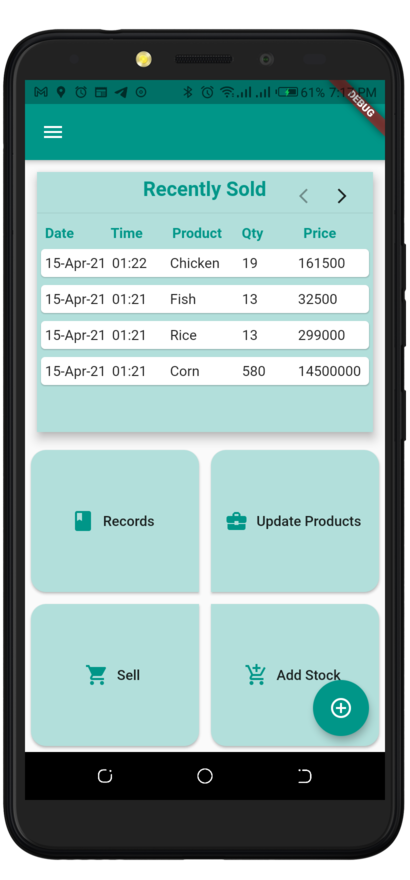 61% 7:17 PM
DEBUG
Recently Sold
Date Time Product Qty Price
15-Apr-21 01:22 Chicken 19 161500
15-Apr-21 01:21 Fish 13 32500
15-Apr-21 01:21 Rice 13 299000
15-Apr-21 01:21 Corn 580 14500000
Records Update Products
Sell Add Stock